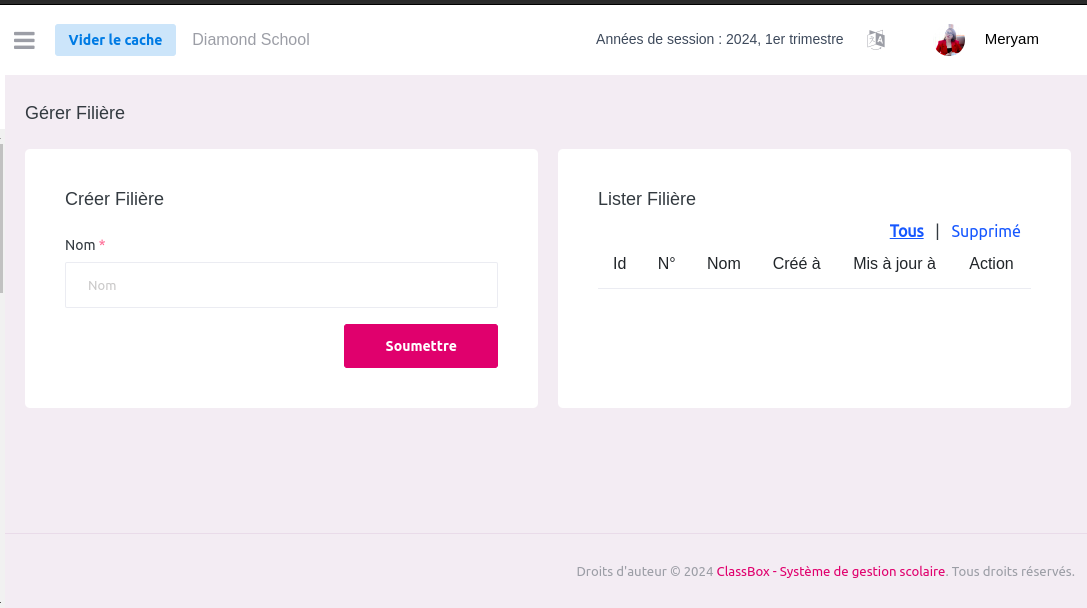 Vider le cache Diamond School Années de session : 2024, 1er trimestre Meryam
Gérer Filière
Créer Filière
Nom *
Nom
Soumettre
Lister Filière
Tous | Supprimé
Id N° Nom Créé à Mis à jour à Action
Droits d'auteur © 2024 ClassBox - Système de gestion scolaire. Tous droits réservés.